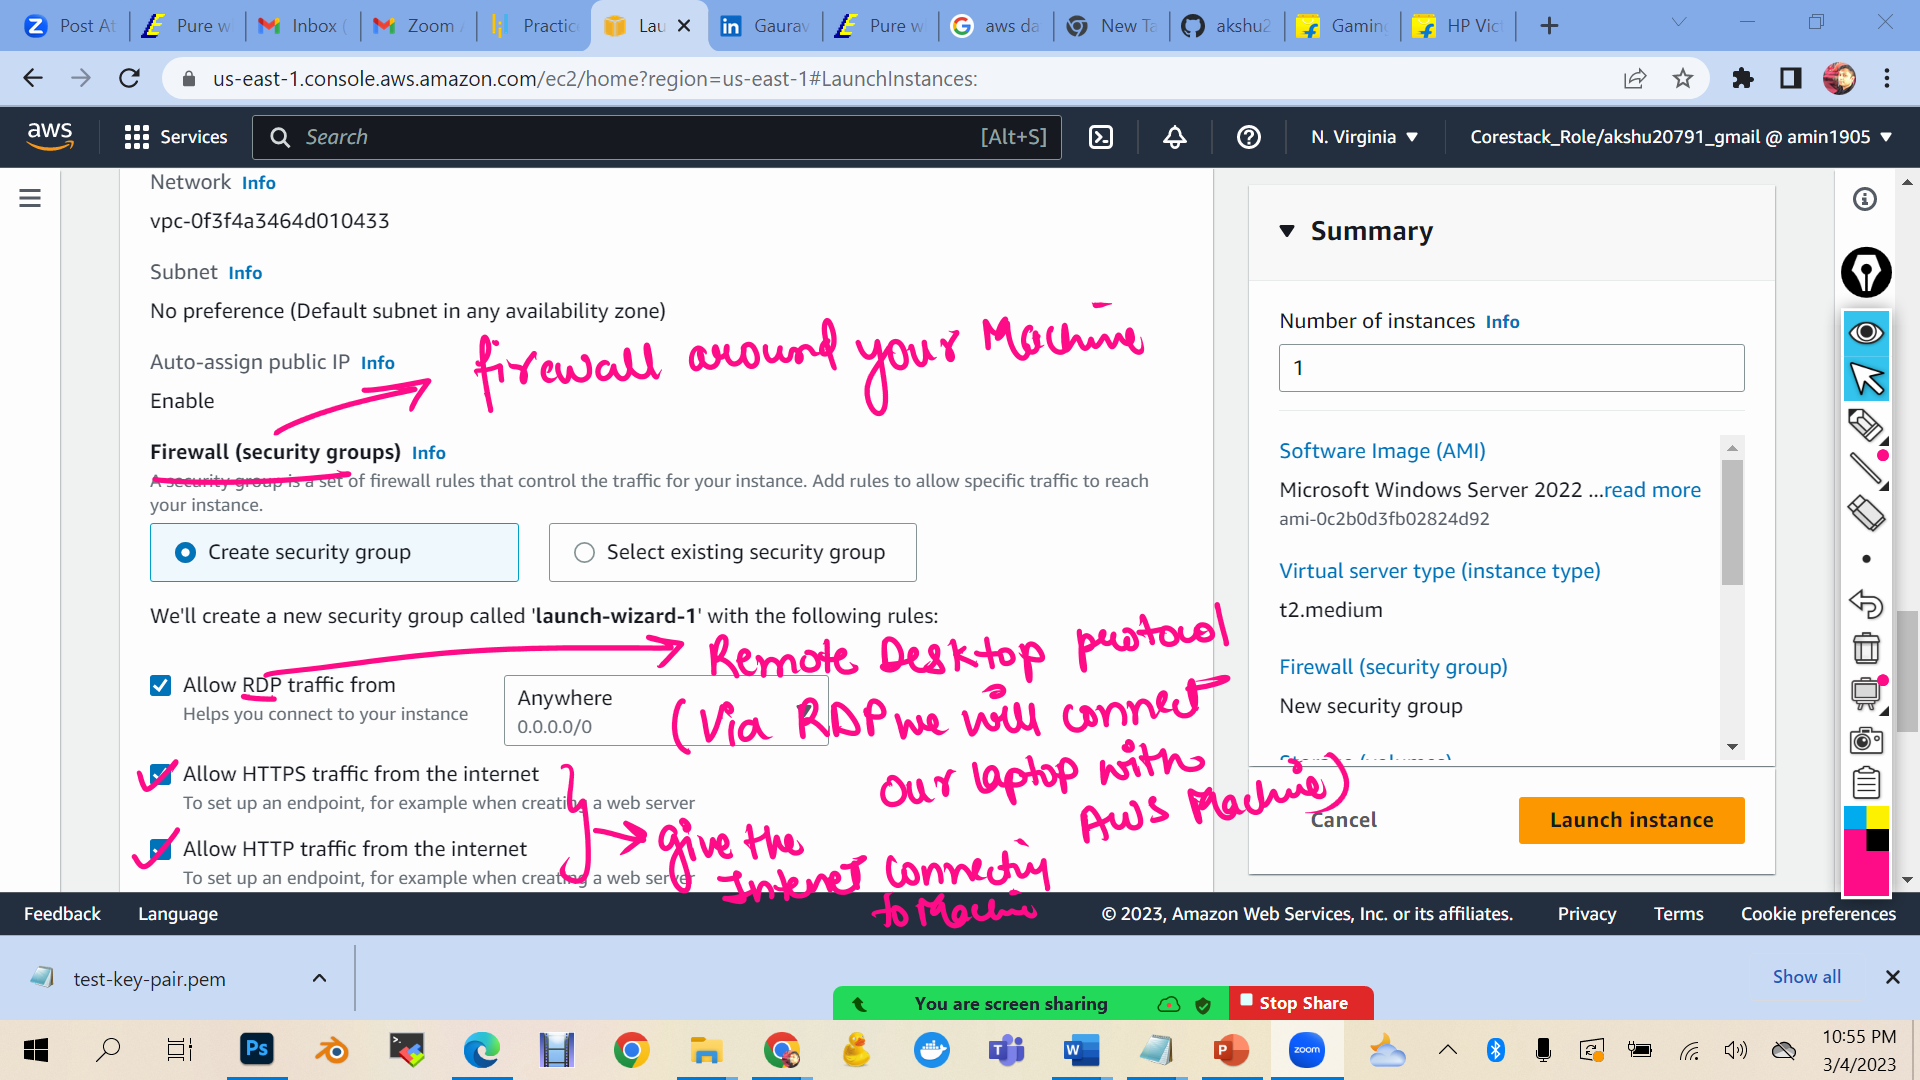 Post At
Pure w
Inbox (
Zoom A
Practic
Lau
Gaurav
Pure w
aws da
New Ta
akshu2
Gaming
HP Vict
us-east-1.console.aws.amazon.com/ec2/home?region=us-east-1#LaunchInstances:
aws
Services
Search
[Alt+S]
N. Virginia
Corestack_Role/akshu20791_gmail @ amin1905
Network Info
vpc-0f3f4a3464d010433
Subnet Info
No preference (Default subnet in any availability zone)
Auto-assign public IP Info
Enable
firewall around your Machine
Firewall (security groups) Info
A security group is a set of firewall rules that control the traffic for your instance. Add rules to allow specific traffic to reach
your instance.
Create security group
Select existing security group
We'll create a new security group called 'launch-wizard-1' with the following rules:
Allow RDP traffic from
Helps you connect to your instance
Anywhere
0.0.0.0/0
Remote Desktop protocol
(Via RDP we will connect
our laptop with
AWS Machine)
Allow HTTPS traffic from the internet
To set up an endpoint, for example when creating a web server
Allow HTTP traffic from the internet
To set up an endpoint, for example when creating a web server
give the
Internet
to
Summary
Number of instances Info
1
Software Image (AMI)
Microsoft Windows Server 2022 ...read more
ami-0c2b0d3fb02824d92
Virtual server type (instance type)
t2.medium
Firewall (security group)
New security group
Storage (volumes)
Cancel
Launch instance
Feedback
Language
© 2023, Amazon Web Services, Inc. or its affiliates.
Privacy
Terms
Cookie preferences
test-key-pair.pem
Show all
You are screen sharing
Stop Share
Ps
W
P
zoom
10:55 PM
3/4/2023